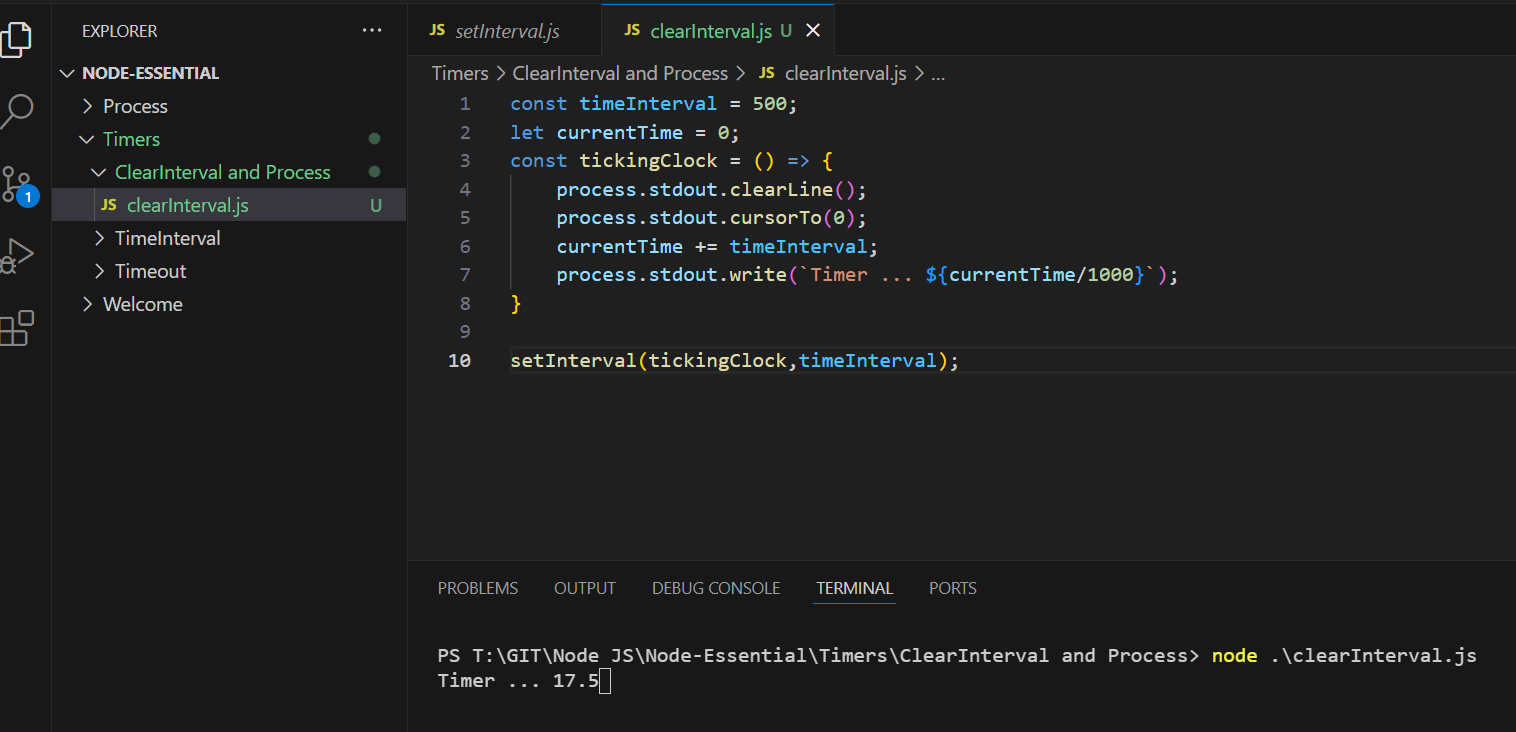 EXPLORER ...
NODE-ESSENTIAL
Process
Timers
ClearInterval and Process
JS clearInterval.js U
TimeInterval
Timeout
Welcome
1
JS setInterval.js JS clearInterval.js U
Timers > ClearInterval and Process > JS clearInterval.js > ...
1 const timeInterval = 500;
2 let currentTime = 0;
3 const tickingClock = () => {
4 process.stdout.clearLine();
5 process.stdout.cursorTo(0);
6 currentTime += timeInterval;
7 process.stdout.write(`Timer ... ${currentTime/1000}`);
8 }
9
10 setInterval(tickingClock,timeInterval);
PROBLEMS OUTPUT DEBUG CONSOLE TERMINAL PORTS
PS T:\GIT\Node JS\Node-Essential\Timers\ClearInterval and Process> node .\clearInterval.js
Timer ... 17.5